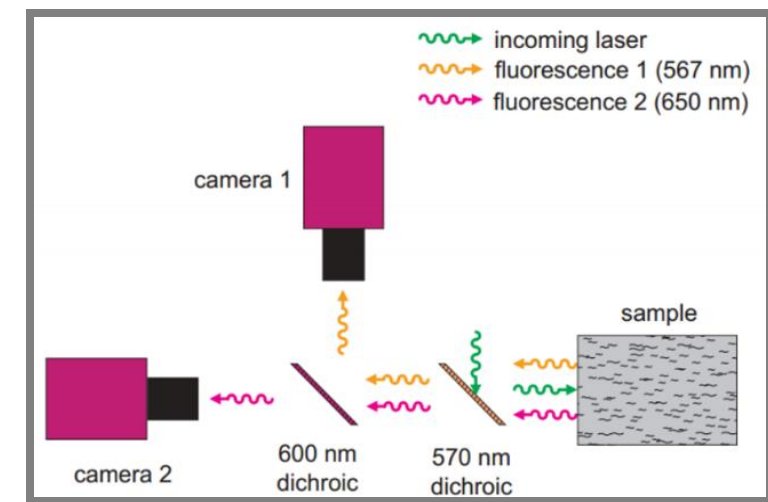 incoming laser
fluorescence 1 (567 nm)
fluorescence 2 (650 nm)
camera 1
sample
camera 2
600 nm
dichroic
570 nm
dichroic